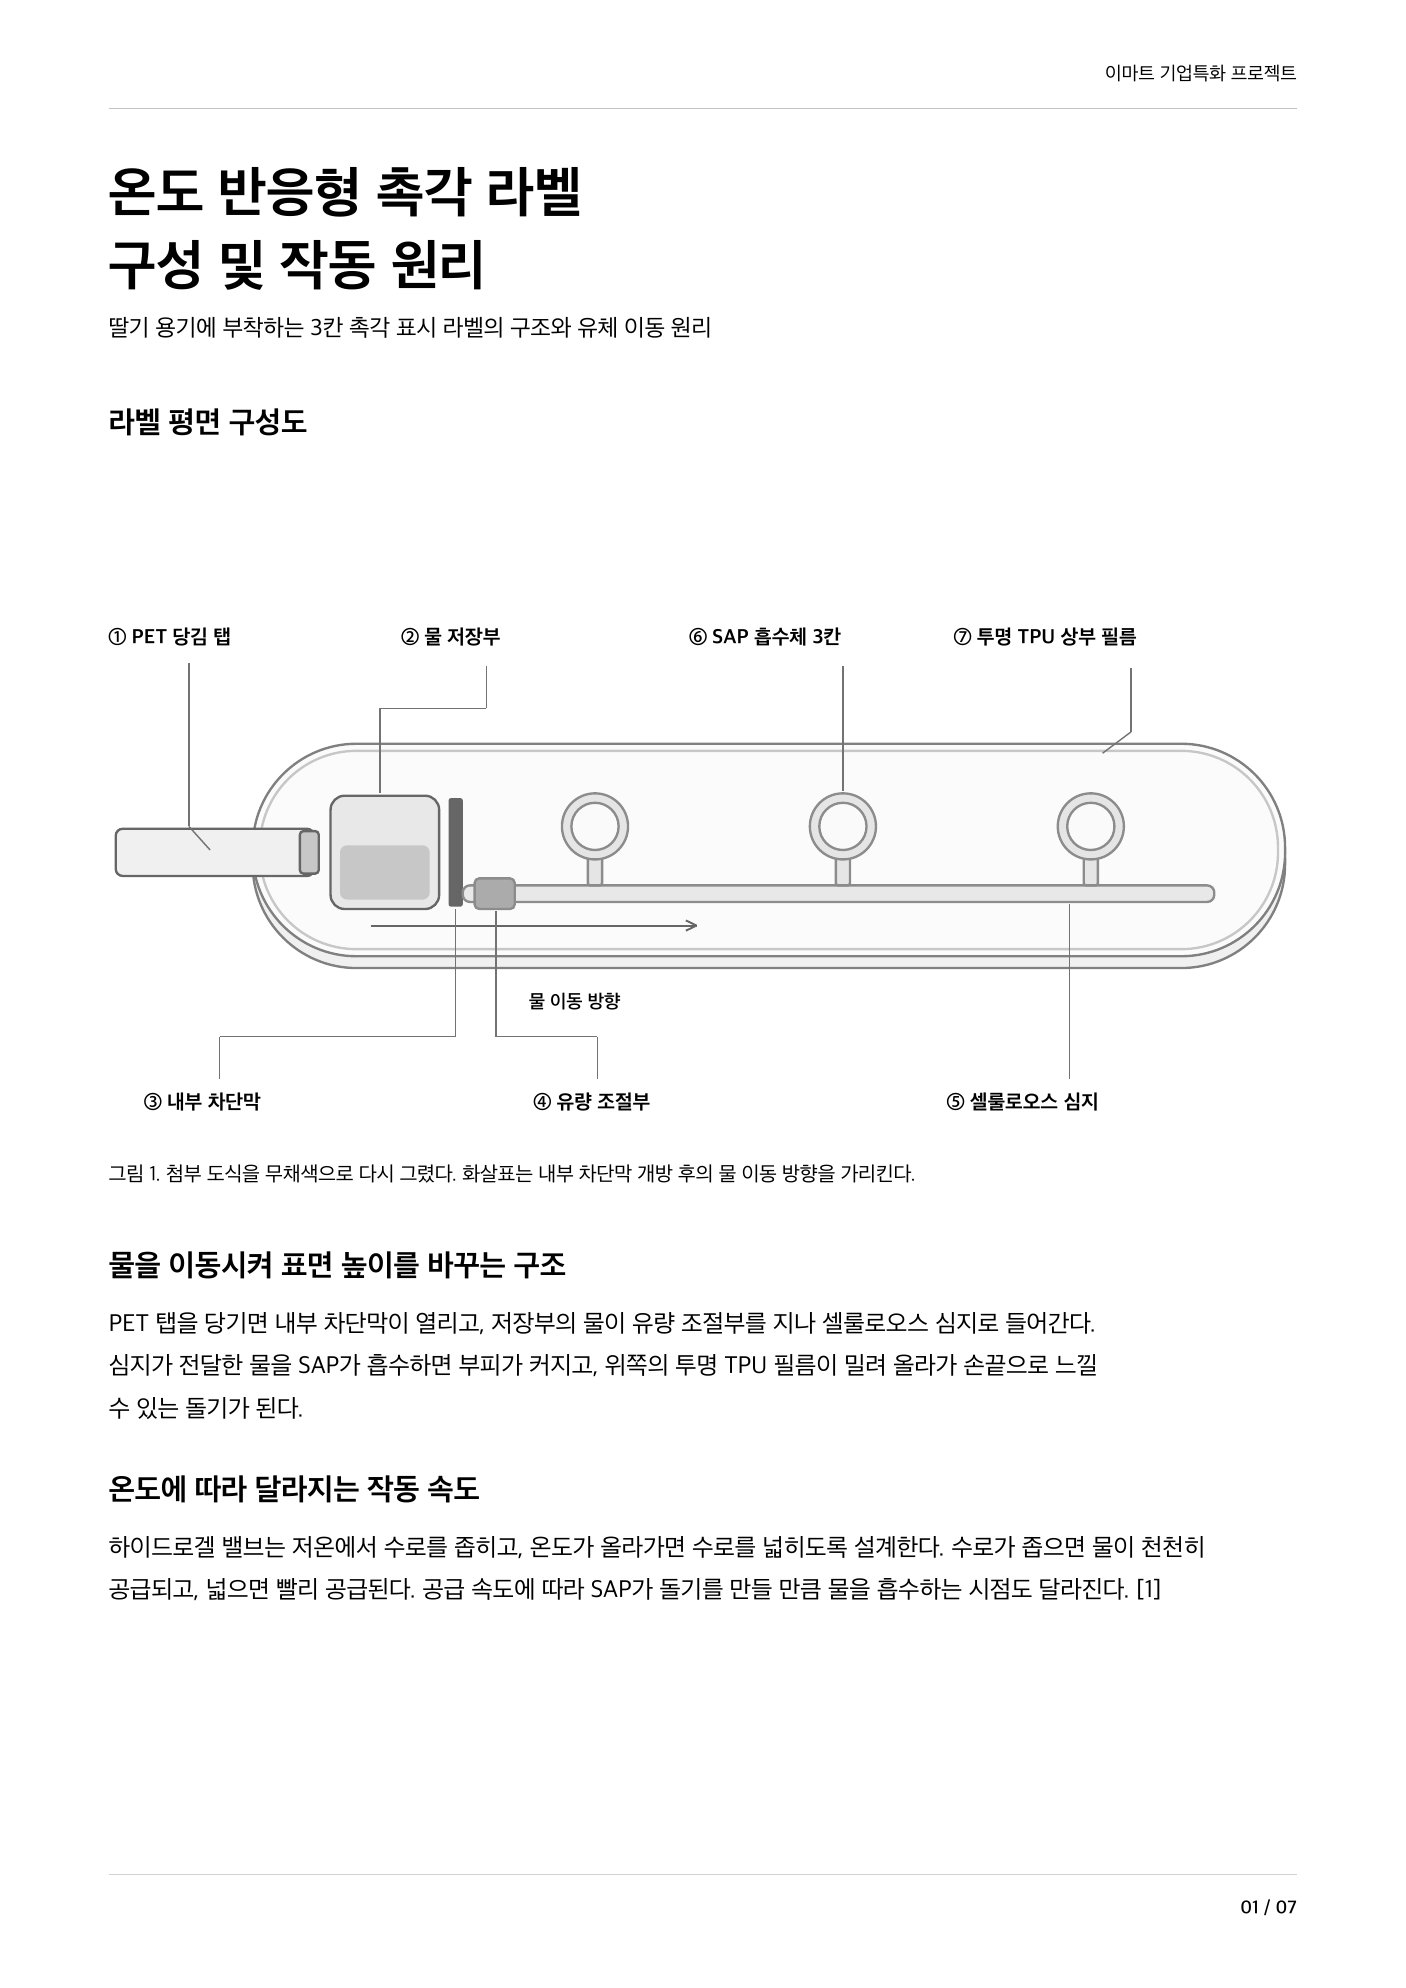 이마트 기업특화 프로젝트
온도 반응형 촉각 라벨
구성 및 작동 원리
딸기 용기에 부착하는 3칸 촉각 표시 라벨의 구조와 유체 이동 원리
라벨 평면 구성도
① PET 당김 탭
② 물 저장부
⑥ SAP 흡수체 3칸
⑦ 투명 TPU 상부 필름
물 이동 방향
③ 내부 차단막
④ 유량 조절부
⑤ 셀룰로오스 심지
그림 1. 첨부 도식을 무채색으로 다시 그렸다. 화살표는 내부 차단막 개방 후의 물 이동 방향을 가리킨다.
물을 이동시켜 표면 높이를 바꾸는 구조
PET 탭을 당기면 내부 차단막이 열리고, 저장부의 물이 유량 조절부를 지나 셀룰로오스 심지로 들어간다.
심지가 전달한 물을 SAP가 흡수하면 부피가 커지고, 위쪽의 투명 TPU 필름이 밀려 올라가 손끝으로 느낄
수 있는 돌기가 된다.
온도에 따라 달라지는 작동 속도
하이드로겔 밸브는 저온에서 수로를 좁히고, 온도가 올라가면 수로를 넓히도록 설계한다. 수로가 좁으면 물이 천천히
공급되고, 넓으면 빨리 공급된다. 공급 속도에 따라 SAP가 돌기를 만들 만큼 물을 흡수하는 시점도 달라진다. [1]
01 / 07